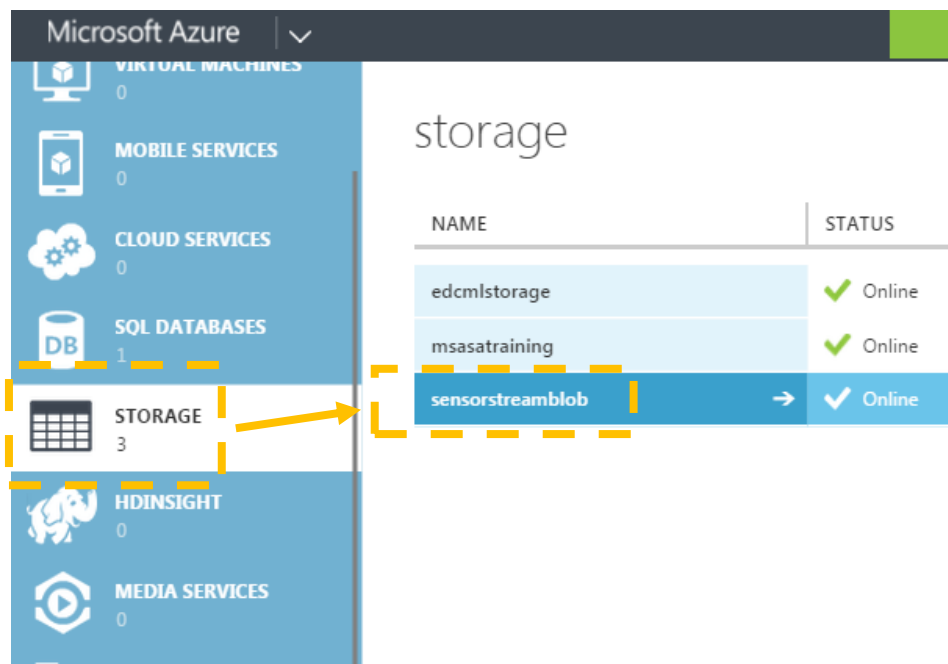 Microsoft Azure
VIRTUAL MACHINES
0
MOBILE SERVICES
0
CLOUD SERVICES
0
DB
SQL DATABASES
1
STORAGE
3
HDINSIGHT
0
MEDIA SERVICES
0
storage
NAME STATUS
edcmlstorage Online
msasatraining Online
sensorstreamblob Online